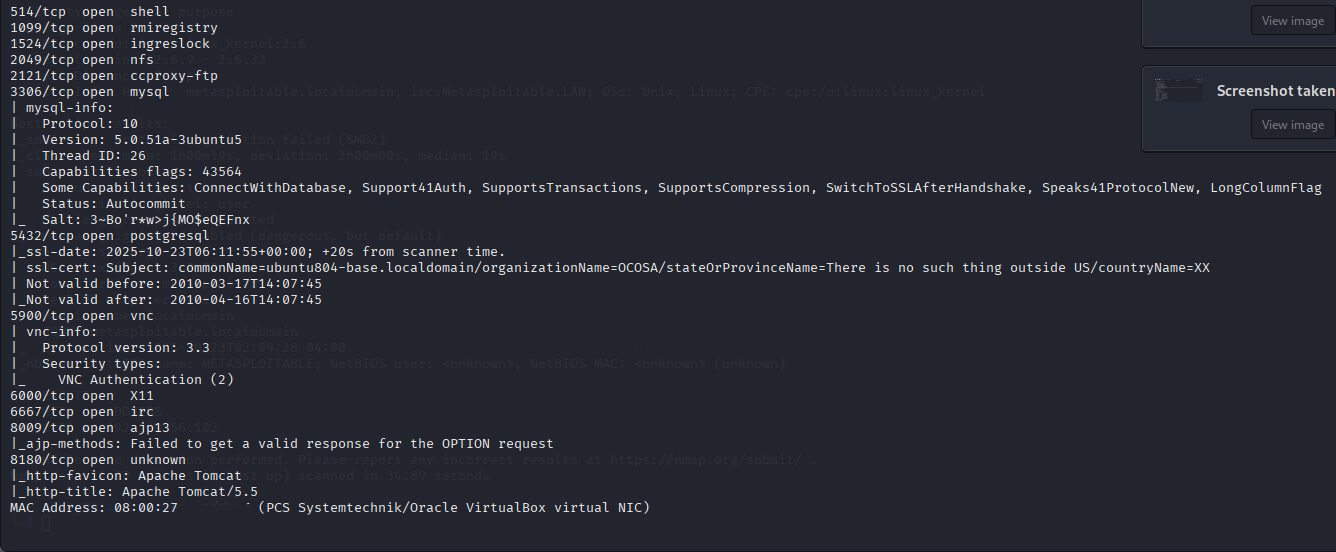 514/tcp  open  shell
1099/tcp open  rmiregistry
1524/tcp open  ingreslock
2049/tcp open  nfs
2121/tcp open  ccproxy-ftp
3306/tcp open  mysql
| mysql-info:
|   Protocol: 10
|   Version: 5.0.51a-3ubuntu5
|   Thread ID: 26
|   Capabilities flags: 43564
|   Some Capabilities: ConnectWithDatabase, Support41Auth, SupportsTransactions, SupportsCompression, SwitchToSSLAfterHandshake, Speaks41ProtocolNew, LongColumnFlag
|   Status: Autocommit
|_  Salt: 3~Bo'r*w>j{MO$eQEFnx
5432/tcp open  postgresql
|_ssl-date: 2025-10-23T06:11:55+00:00; +20s from scanner time.
| ssl-cert: Subject: commonName=ubuntu804-base.localdomain/organizationName=OCOSA/stateOrProvinceName=There is no such thing outside US/countryName=XX
| Not valid before: 2010-03-17T14:07:45
|_Not valid after:  2010-04-16T14:07:45
5900/tcp open  vnc
| vnc-info:
|   Protocol version: 3.3
|   Security types:
|_    VNC Authentication (2)
6000/tcp open  X11
6667/tcp open  irc
8009/tcp open  ajp13
|_ajp-methods: Failed to get a valid response for the OPTION request
8180/tcp open  unknown
|_http-favicon: Apache Tomcat
|_http-title: Apache Tomcat/5.5
MAC Address: 08:00:27 (PCS Systemtechnik/Oracle VirtualBox virtual NIC)
View image
Screenshot taken
View image